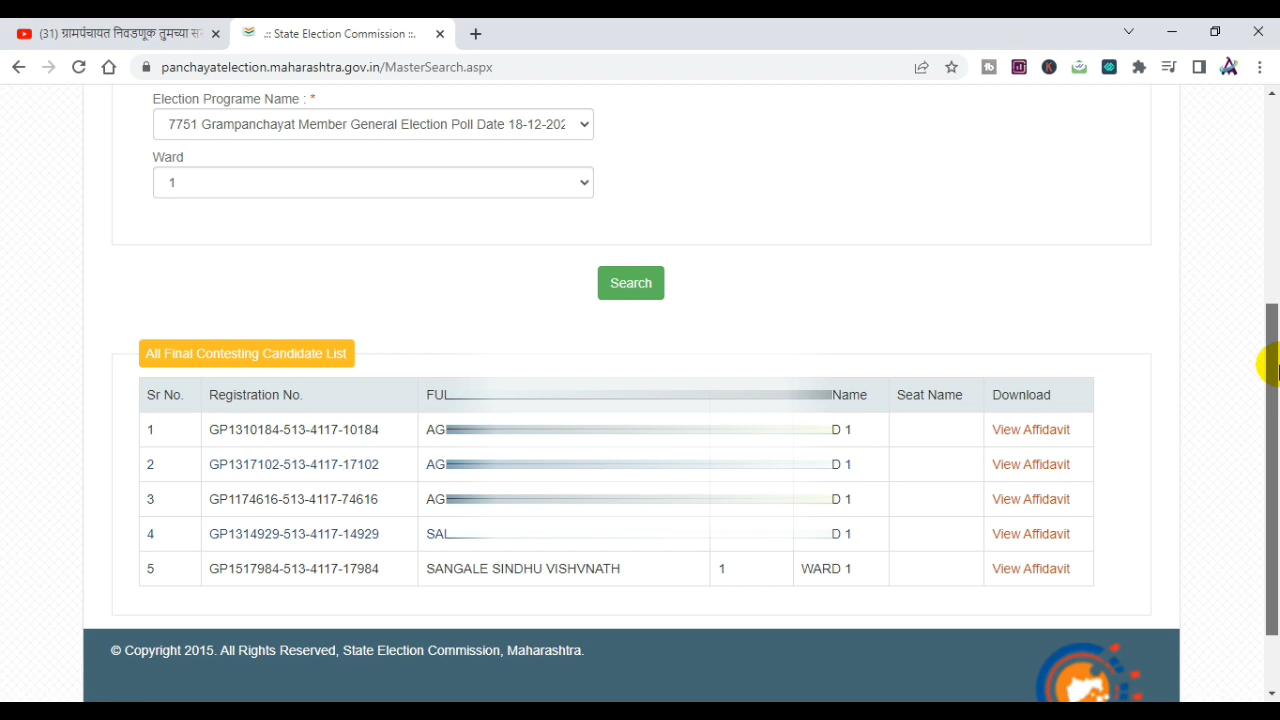 (31) ग्रामपंचायत निवडणूक तुमच्या
.:: State Election Commission ::.
panchayatelection.maharashtra.gov.in/MasterSearch.aspx
Election Programe Name : *
7751 Grampanchayat Member General Election Poll Date 18-12-202
Ward
1
Search
All Final Contesting Candidate List
Sr No. Registration No. FUL Name Seat Name Download
1 GP1310184-513-4117-10184 AG D 1 View Affidavit
2 GP1317102-513-4117-17102 AG D 1 View Affidavit
3 GP1174616-513-4117-74616 AG D 1 View Affidavit
4 GP1314929-513-4117-14929 SAL D 1 View Affidavit
5 GP1517984-513-4117-17984 SANGALE SINDHU VISHVNATH 1 WARD 1 View Affidavit
© Copyright 2015. All Rights Reserved, State Election Commission, Maharashtra.